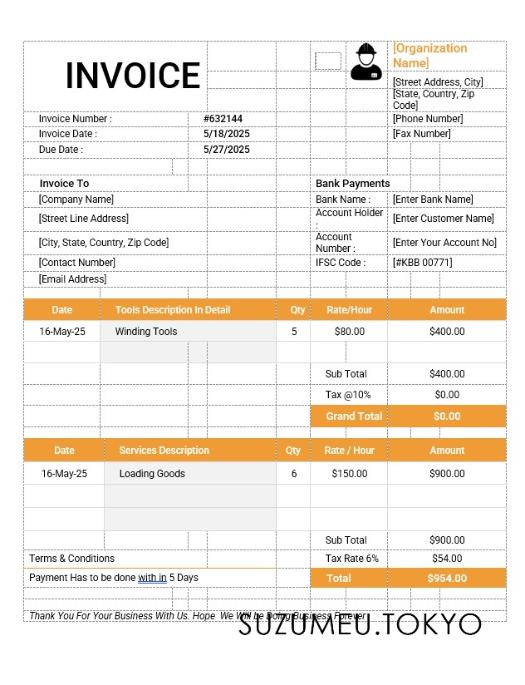 INVOICE
[Organization
Name]
[Street Address, City]
[State, Country, Zip
Code]
Invoice Number : #632144 [Phone Number]
Invoice Date : 5/18/2025 [Fax Number]
Due Date : 5/27/2025
Invoice To Bank Payments
[Company Name] Bank Name : [Enter Bank Name]
[Street Line Address] Account Holder : [Enter Customer Name]
[City, State, Country, Zip Code] Account Number : [Enter Your Account No]
[Contact Number] IFSC Code : [#KBB 00771]
[Email Address]
Date Tools Description In Detail Qty Rate/Hour Amount
16-May-25 Winding Tools 5 $80.00 $400.00
Sub Total $400.00
Tax @10% $0.00
Grand Total $0.00
Date Services Description Qty Rate / Hour Amount
16-May-25 Loading Goods 6 $150.00 $900.00
Sub Total $900.00
Terms & Conditions Tax Rate 6% $54.00
Payment Has to be done with in 5 Days Total $954.00
Thank You For Your Business With Us. Hope We Will be Doing Business Forever
SUZUMEU.TOKYO